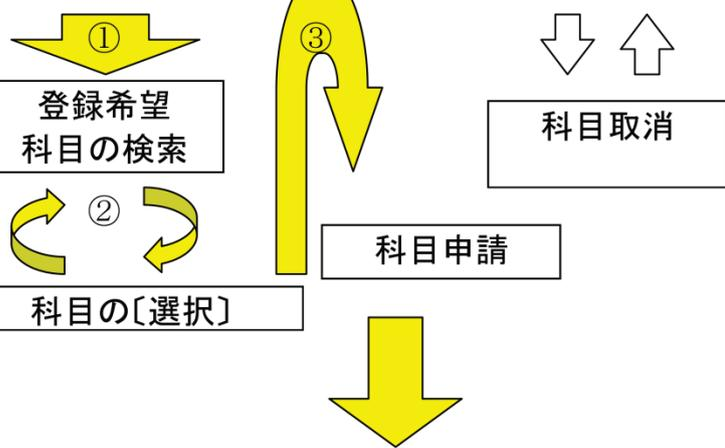 ①
登録希望
科目の検索
②
科目の〔選択〕
③
科目申請
科目取消